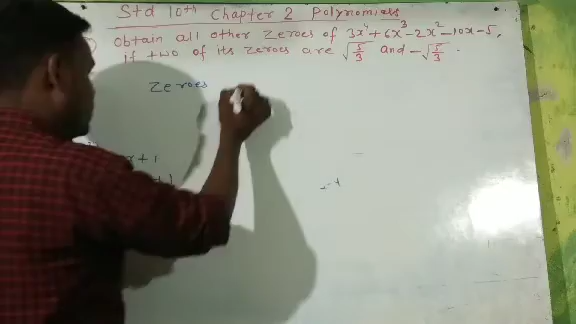 Std 10th Chapter 2 Polynomials
Obtain all other zeroes of 3x⁴ + 6x³ - 2x² - 10x - 5,
if two of its zeroes are √5/3 and -√5/3.
Zeroes
x + 1